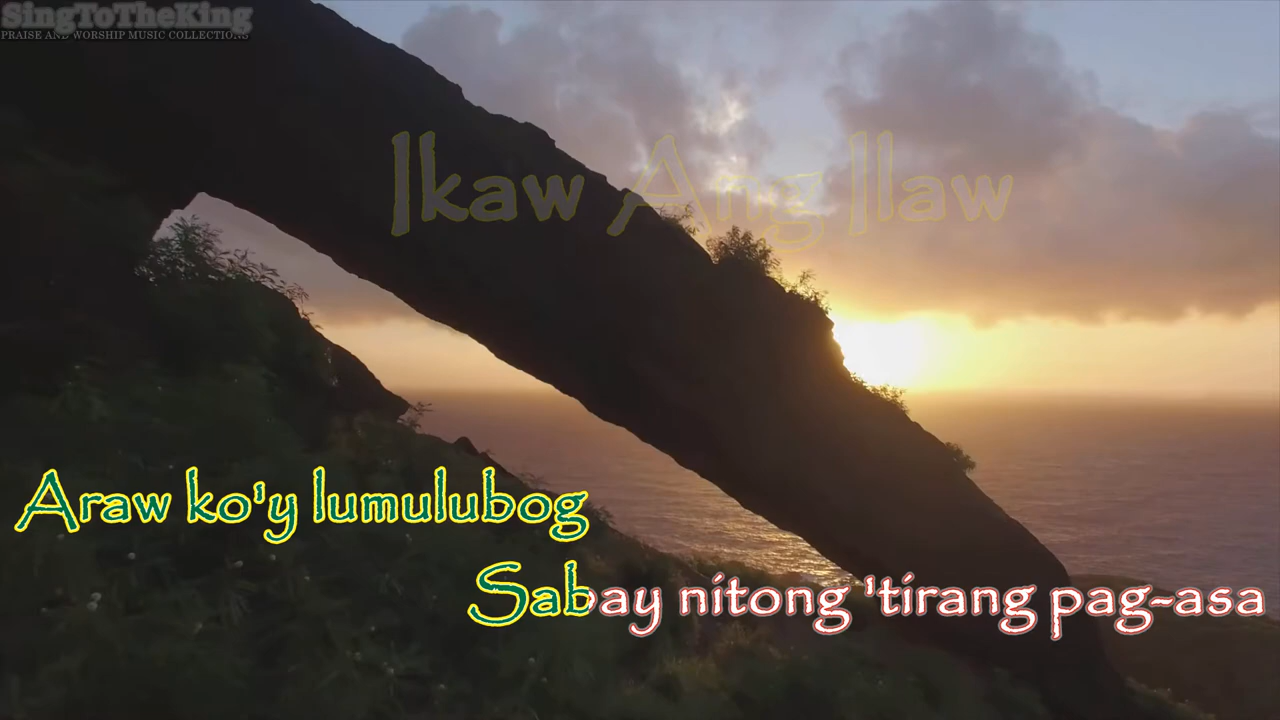 SingToTheKing
PRAISE AND WORSHIP MUSIC COLLECTIONS
Ikaw Ang Ilaw
Araw ko'y lumulubog
Sabay nitong 'tirang pag-asa